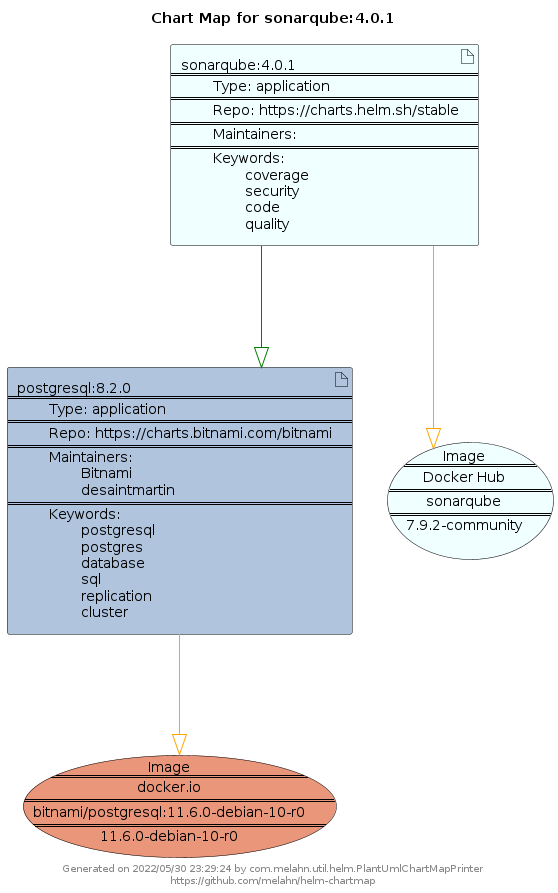 Chart Map for sonarqube:4.0.1
sonarqube:4.0.1
Type: application
Repo: https://charts.helm.sh/stable
Maintainers:
Keywords:
coverage
security
code
quality
postgresql:8.2.0
Type: application
Repo: https://charts.bitnami.com/bitnami
Maintainers:
Bitnami
desaintmartin
Keywords:
postgresql
postgres
database
sql
replication
cluster
Image
Docker Hub
sonarqube
7.9.2-community
Image
docker.io
bitnami/postgresql:11.6.0-debian-10-r0
11.6.0-debian-10-r0
Generated on 2022/05/30 23:29:24 by com.melahn.util.helm.PlantUmlChartMapPrinter
https://github.com/melahn/helm-chartmap